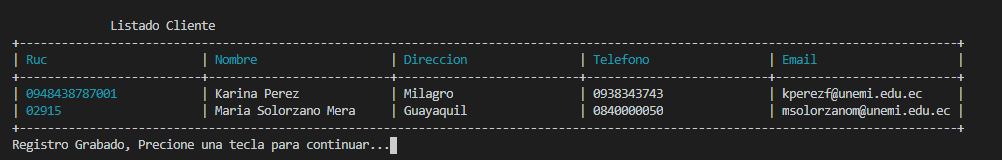 Listado Cliente
Ruc | Nombre | Direccion | Telefono | Email
0948438787001 | Karina Perez | Milagro | 0938343743 | kperezf@unemi.edu.ec
02915 | Maria Solorzano Mera | Guayaquil | 0840000050 | msolorzanom@unemi.edu.ec
Registro Grabado, Precione una tecla para continuar...